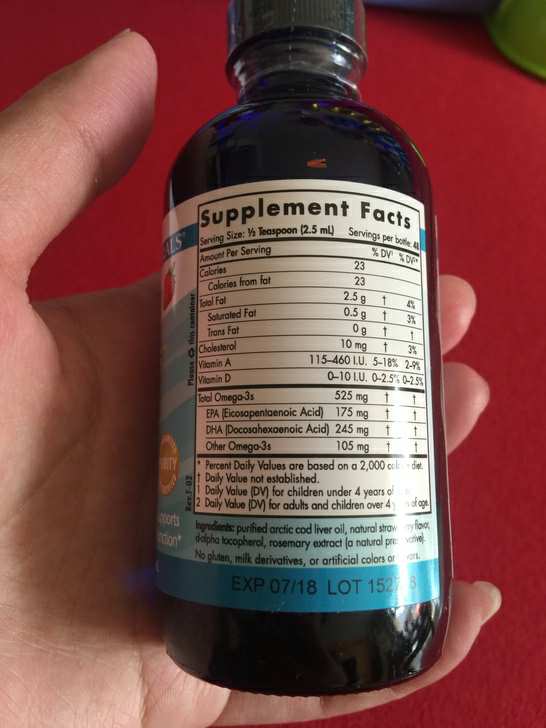 Supplement Facts
Serving Size: ½ Teaspoon (2.5 mL) Servings per bottle: 48
Amount Per Serving % DV¹ % DV²*
Calories 23
Calories from fat 23
Total Fat 2.5 g † 4%
Saturated Fat 0.5 g † 3%
Trans Fat 0 g † †
Cholesterol 10 mg † 3%
Vitamin A 115–460 I.U. 5–18% 2–9%
Vitamin D 0–10 I.U. 0–2.5% 0–2.5%
Total Omega-3s 525 mg † †
EPA (Eicosapentaenoic Acid) 175 mg † †
DHA (Docosahexaenoic Acid) 245 mg † †
Other Omega-3s 105 mg † †
* Percent Daily Values are based on a 2,000 diet.
† Daily Value not established.
1 Daily Value (DV) for children under 4 years of
2 Daily Value (DV) for adults and children over 4 of age.
Ingredients: purified arctic cod liver oil, natural flavor,
d-alpha tocopherol, rosemary extract (a natural
No gluten, milk derivatives, or artificial colors
EXP 07/18 LOT
Please this container
Rev.F-02